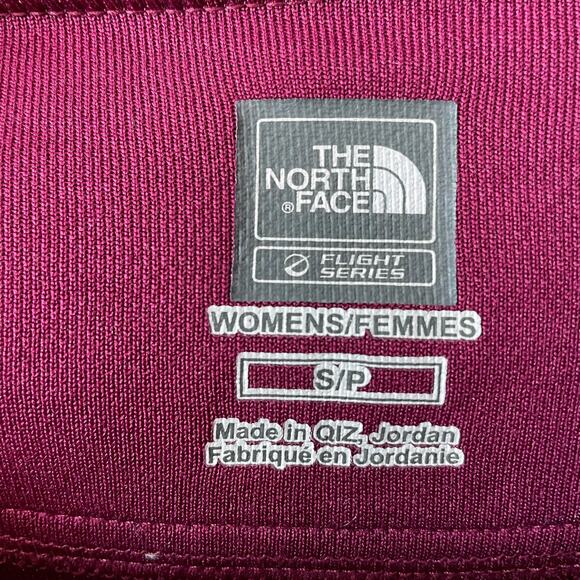 THE
NORTH
®FACE
FLIGHT
SERIES
WOMENS/FEMMES
S/P
Made in QIZ, Jordan
Fabriqué en Jordanie